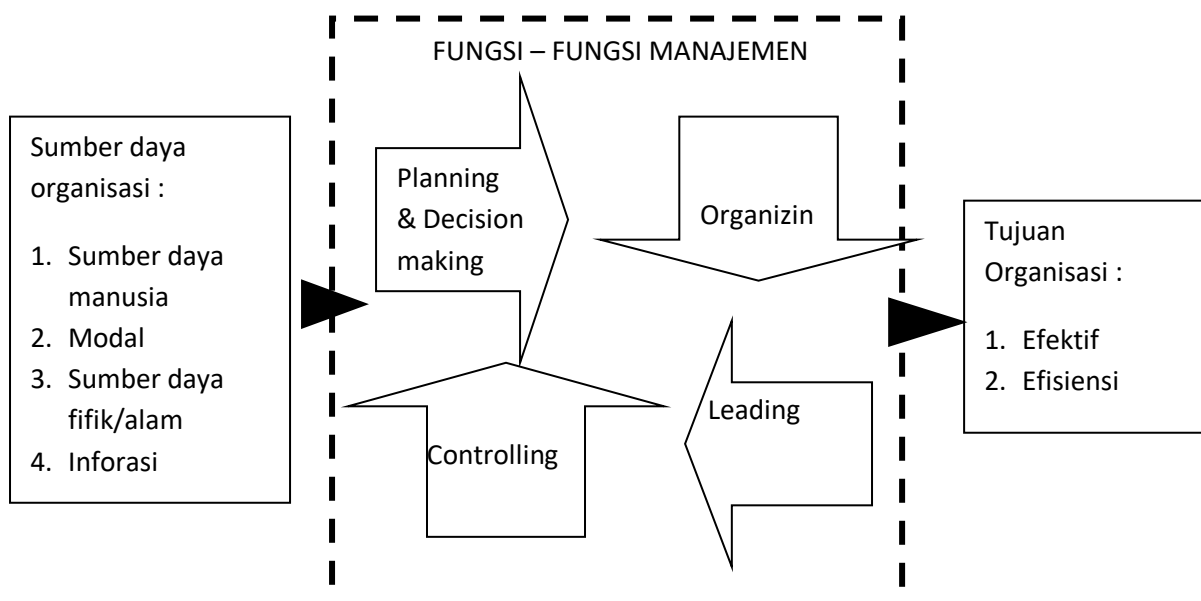 FUNGSI – FUNGSI MANAJEMEN
Sumber daya
organisasi :
1. Sumber daya
manusia
2. Modal
3. Sumber daya
fifik/alam
4. Inforasi
Planning
& Decision
making
Organizin
Leading
Controlling
Tujuan
Organisasi :
1. Efektif
2. Efisiensi